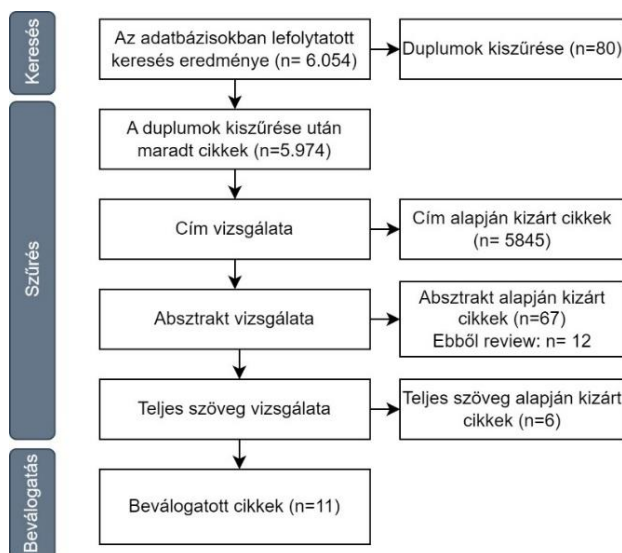 Keresés
Az adatbázisokban lefolytatott
keresés eredménye (n= 6.054)
Duplumok kiszűrése (n=80)
Szűrés
A duplumok kiszűrése után
maradt cikkek (n=5.974)
Cím vizsgálata
Cím alapján kizárt cikkek
(n= 5845)
Absztrakt vizsgálata
Absztrakt alapján kizárt
cikkek (n=67)
Ebből review: n= 12
Teljes szöveg vizsgálata
Teljes szöveg alapján kizárt
cikkek (n=6)
Beválogatás
Beválogatott cikkek (n=11)